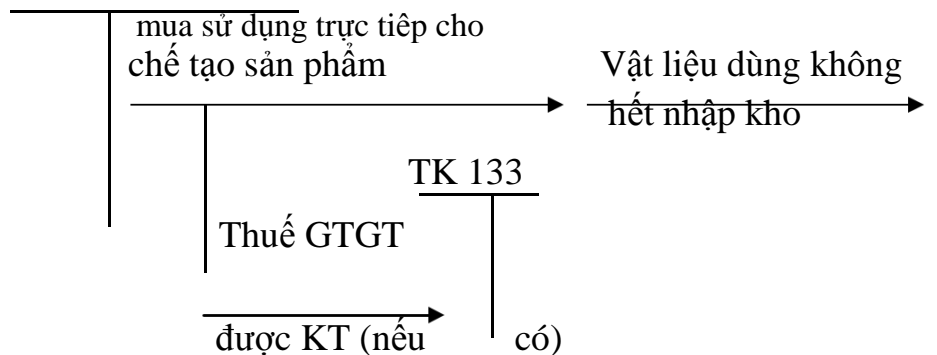 mua sử dụng trực tiêp cho
chế tạo sản phẩm
Vật liệu dùng không
hết nhập kho
TK 133
Thuế GTGT
được KT (nếu có)